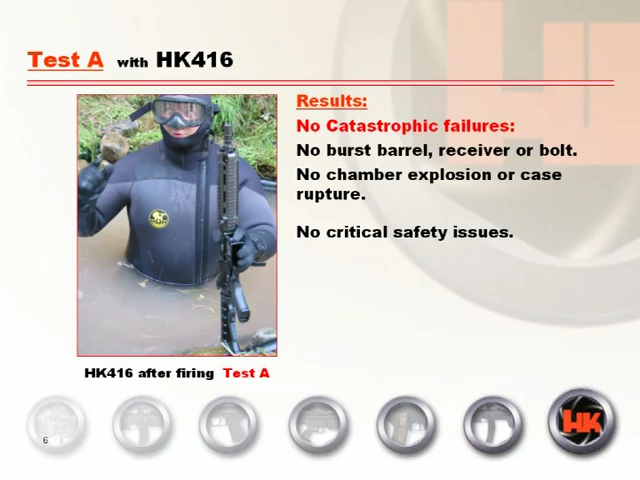 Test A with HK416
Results:
No Catastrophic failures:
No burst barrel, receiver or bolt.
No chamber explosion or case
rupture.
No critical safety issues.
HK416 after firing Test A
6
HK